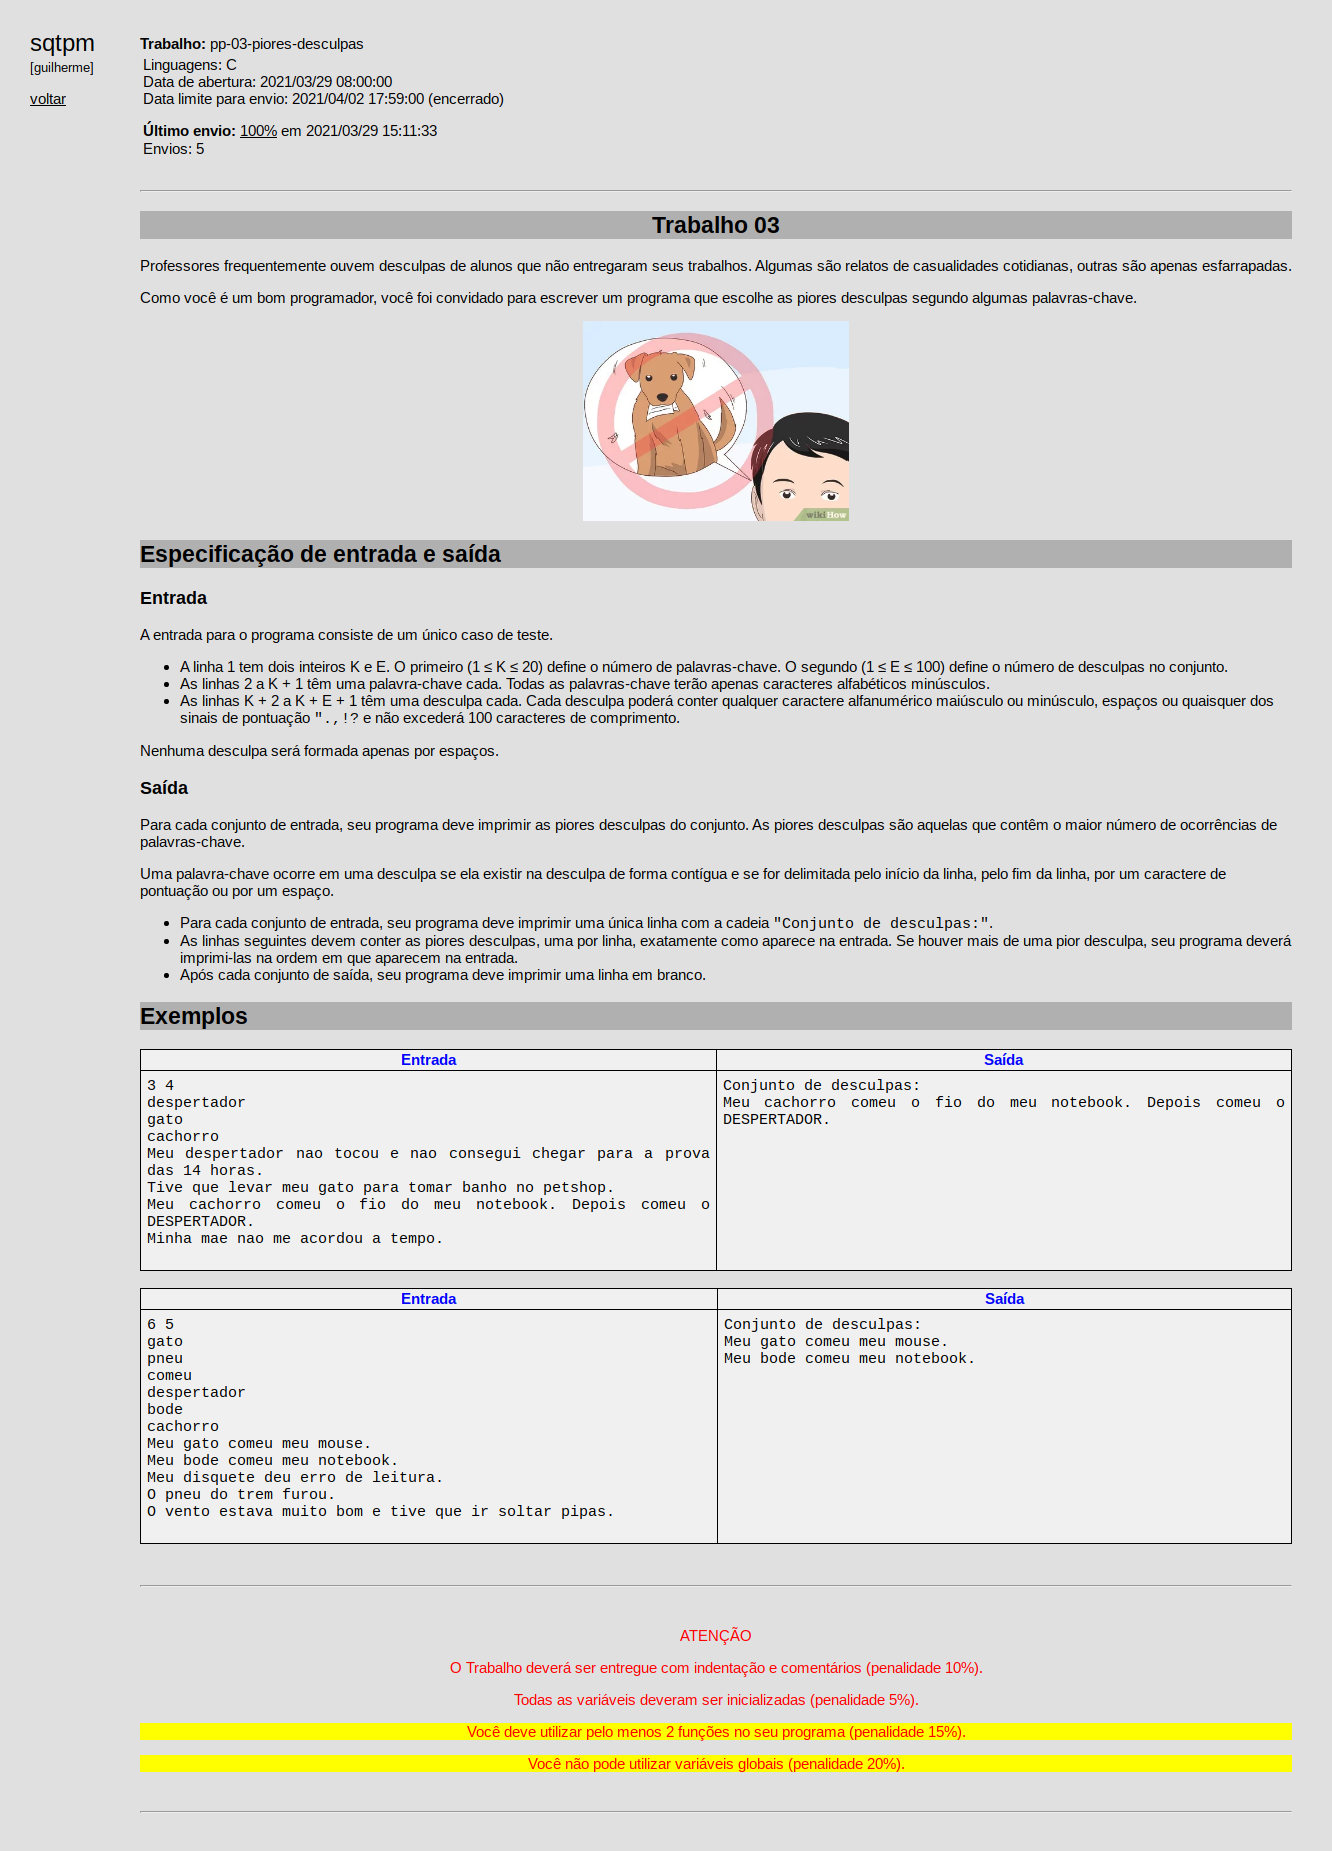 sqtpm
[guilherme]
voltar
Trabalho: pp-03-piores-desculpas
Linguagens: C
Data de abertura: 2021/03/29 08:00:00
Data limite para envio: 2021/04/02 17:59:00 (encerrado)
Último envio: 100% em 2021/03/29 15:11:33
Envios: 5
Trabalho 03
Professores frequentemente ouvem desculpas de alunos que não entregaram seus trabalhos. Algumas são relatos de casualidades cotidianas, outras são apenas esfarrapadas.
Como você é um bom programador, você foi convidado para escrever um programa que escolhe as piores desculpas segundo algumas palavras-chave.
wikiHow
Especificação de entrada e saída
Entrada
A entrada para o programa consiste de um único caso de teste.
• A linha 1 tem dois inteiros K e E. O primeiro (1 ≤ K ≤ 20) define o número de palavras-chave. O segundo (1 ≤ E ≤ 100) define o número de desculpas no conjunto.
• As linhas 2 a K + 1 têm uma palavra-chave cada. Todas as palavras-chave terão apenas caracteres alfabéticos minúsculos.
• As linhas K + 2 a K + E + 1 têm uma desculpa cada. Cada desculpa poderá conter qualquer caractere alfanumérico maiúsculo ou minúsculo, espaços ou quaisquer dos
sinais de pontuação ".,!? e não excederá 100 caracteres de comprimento.
Nenhuma desculpa será formada apenas por espaços.
Saída
Para cada conjunto de entrada, seu programa deve imprimir as piores desculpas do conjunto. As piores desculpas são aquelas que contêm o maior número de ocorrências de
palavras-chave.
Uma palavra-chave ocorre em uma desculpa se ela existir na desculpa de forma contígua e se for delimitada pelo início da linha, pelo fim da linha, por um caractere de
pontuação ou por um espaço.
• Para cada conjunto de entrada, seu programa deve imprimir uma única linha com a cadeia "Conjunto de desculpas:".
• As linhas seguintes devem conter as piores desculpas, uma por linha, exatamente como aparece na entrada. Se houver mais de uma pior desculpa, seu programa deverá
imprimi-las na ordem em que aparecem na entrada.
• Após cada conjunto de saída, seu programa deve imprimir uma linha em branco.
Exemplos
Entrada
3 4
despertador
gato
cachorro
Meu despertador nao tocou e nao consegui chegar para a prova
das 14 horas.
Tive que levar meu gato para tomar banho no petshop.
Meu cachorro comeu o fio do meu notebook. Depois comeu o
DESPERTADOR.
Minha mae nao me acordou a tempo.
Saída
Conjunto de desculpas:
Meu cachorro comeu o fio do meu notebook. Depois comeu o
DESPERTADOR.
Entrada
6 5
gato
pneu
comeu
despertador
bode
cachorro
Meu gato comeu meu mouse.
Meu bode comeu meu notebook.
Meu disquete deu erro de leitura.
O pneu do trem furou.
O vento estava muito bom e tive que ir soltar pipas.
Saída
Conjunto de desculpas:
Meu gato comeu meu mouse.
Meu bode comeu meu notebook.
ATENÇÃO
O Trabalho deverá ser entregue com indentação e comentários (penalidade 10%).
Todas as variáveis deveram ser inicializadas (penalidade 5%).
Você deve utilizar pelo menos 2 funções no seu programa (penalidade 15%).
Você não pode utilizar variáveis globais (penalidade 20%).